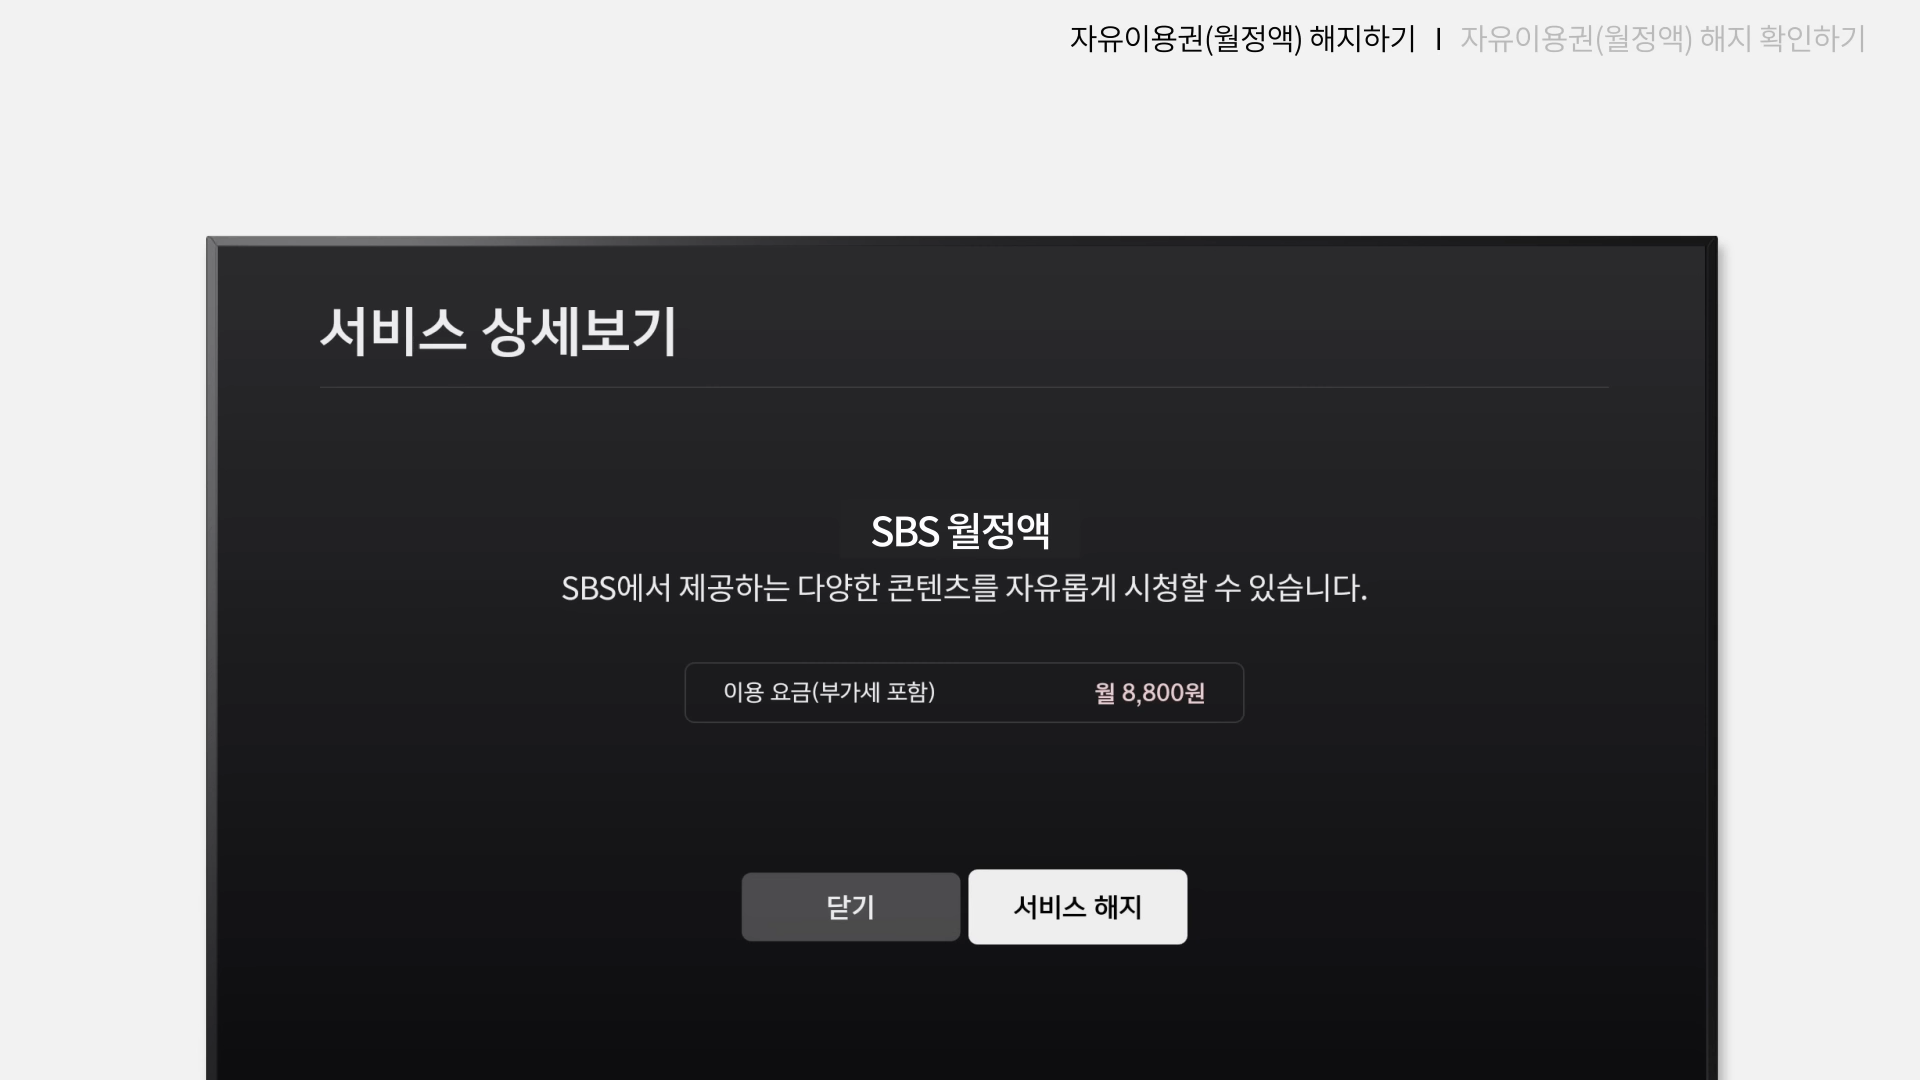 자유이용권(월정액) 해지하기 | 자유이용권(월정액) 해지 확인하기
서비스 상세보기
SBS 월정액
SBS에서 제공하는 다양한 콘텐츠를 자유롭게 시청할 수 있습니다.
이용 요금(부가세 포함) 월 8,800원
닫기 서비스 해지